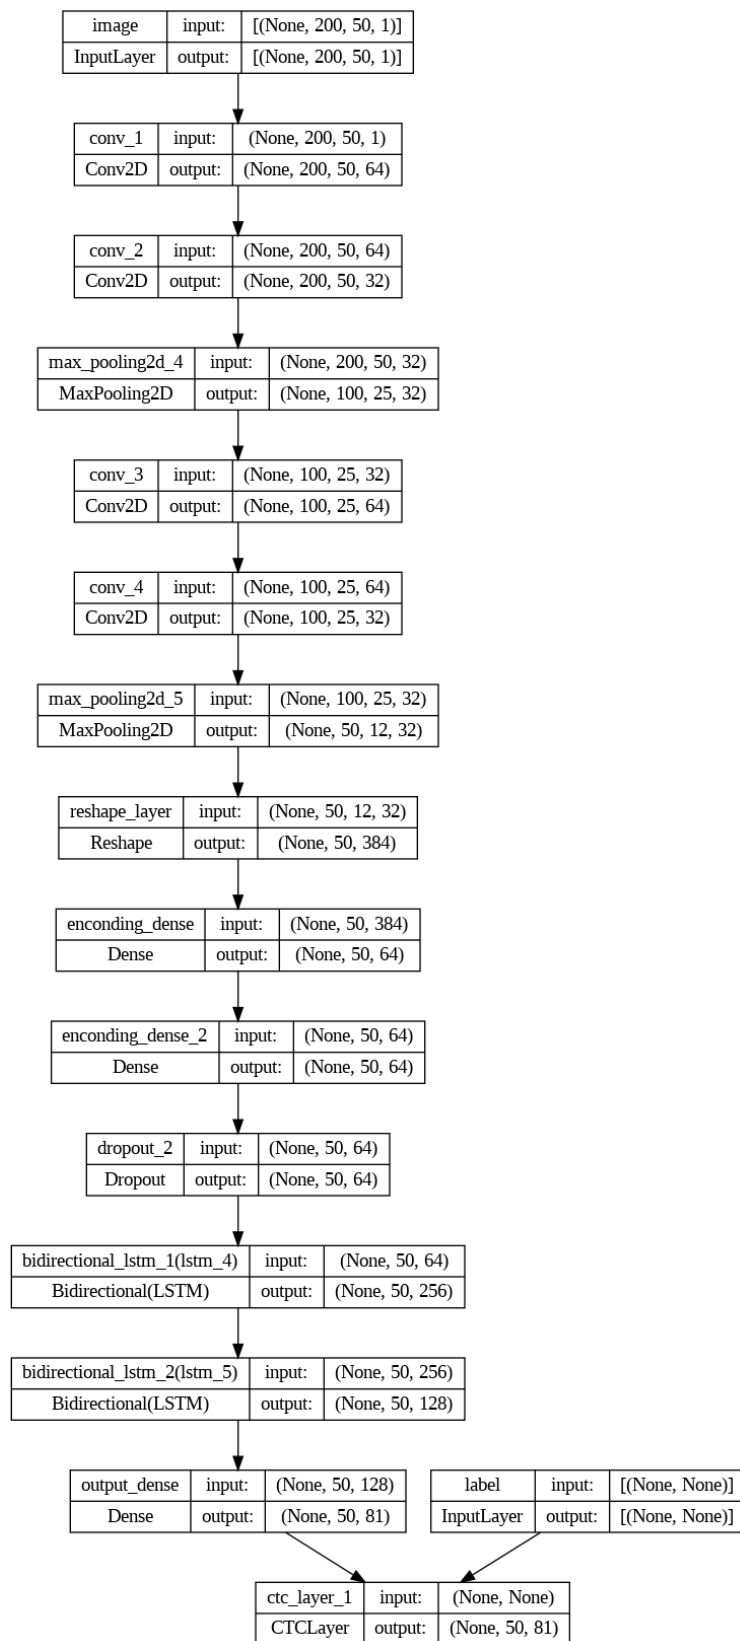 image input: [(None, 200, 50, 1)]
InputLayer output: [(None, 200, 50, 1)]
conv_1 input: (None, 200, 50, 1)
Conv2D output: (None, 200, 50, 64)
conv_2 input: (None, 200, 50, 64)
Conv2D output: (None, 200, 50, 32)
max_pooling2d_4 input: (None, 200, 50, 32)
MaxPooling2D output: (None, 100, 25, 32)
conv_3 input: (None, 100, 25, 32)
Conv2D output: (None, 100, 25, 64)
conv_4 input: (None, 100, 25, 64)
Conv2D output: (None, 100, 25, 32)
max_pooling2d_5 input: (None, 100, 25, 32)
MaxPooling2D output: (None, 50, 12, 32)
reshape_layer input: (None, 50, 12, 32)
Reshape output: (None, 50, 384)
enconding_dense input: (None, 50, 384)
Dense output: (None, 50, 64)
enconding_dense_2 input: (None, 50, 64)
Dense output: (None, 50, 64)
dropout_2 input: (None, 50, 64)
Dropout output: (None, 50, 64)
bidirectional_lstm_1(lstm_4) input: (None, 50, 64)
Bidirectional(LSTM) output: (None, 50, 256)
bidirectional_lstm_2(lstm_5) input: (None, 50, 256)
Bidirectional(LSTM) output: (None, 50, 128)
output_dense input: (None, 50, 128)
Dense output: (None, 50, 81)
label input: [(None, None)]
InputLayer output: [(None, None)]
ctc_layer_1 input: (None, None)
CTCLayer output: (None, 50, 81)